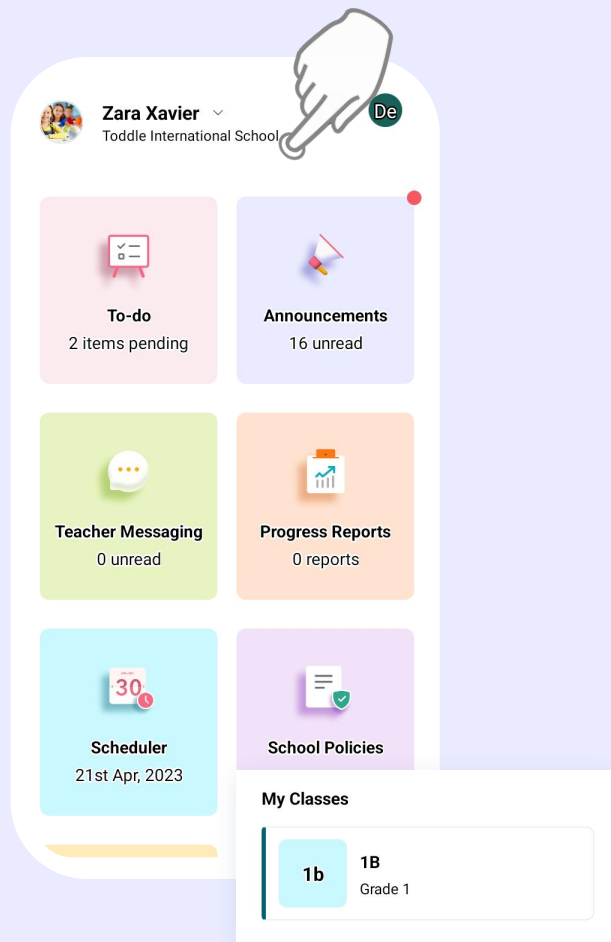 Zara Xavier
Toddle International School
De
To-do
2 items pending
Announcements
16 unread
Teacher Messaging
0 unread
Progress Reports
0 reports
30
Scheduler
21st Apr, 2023
School Policies
My Classes
1b
1B
Grade 1